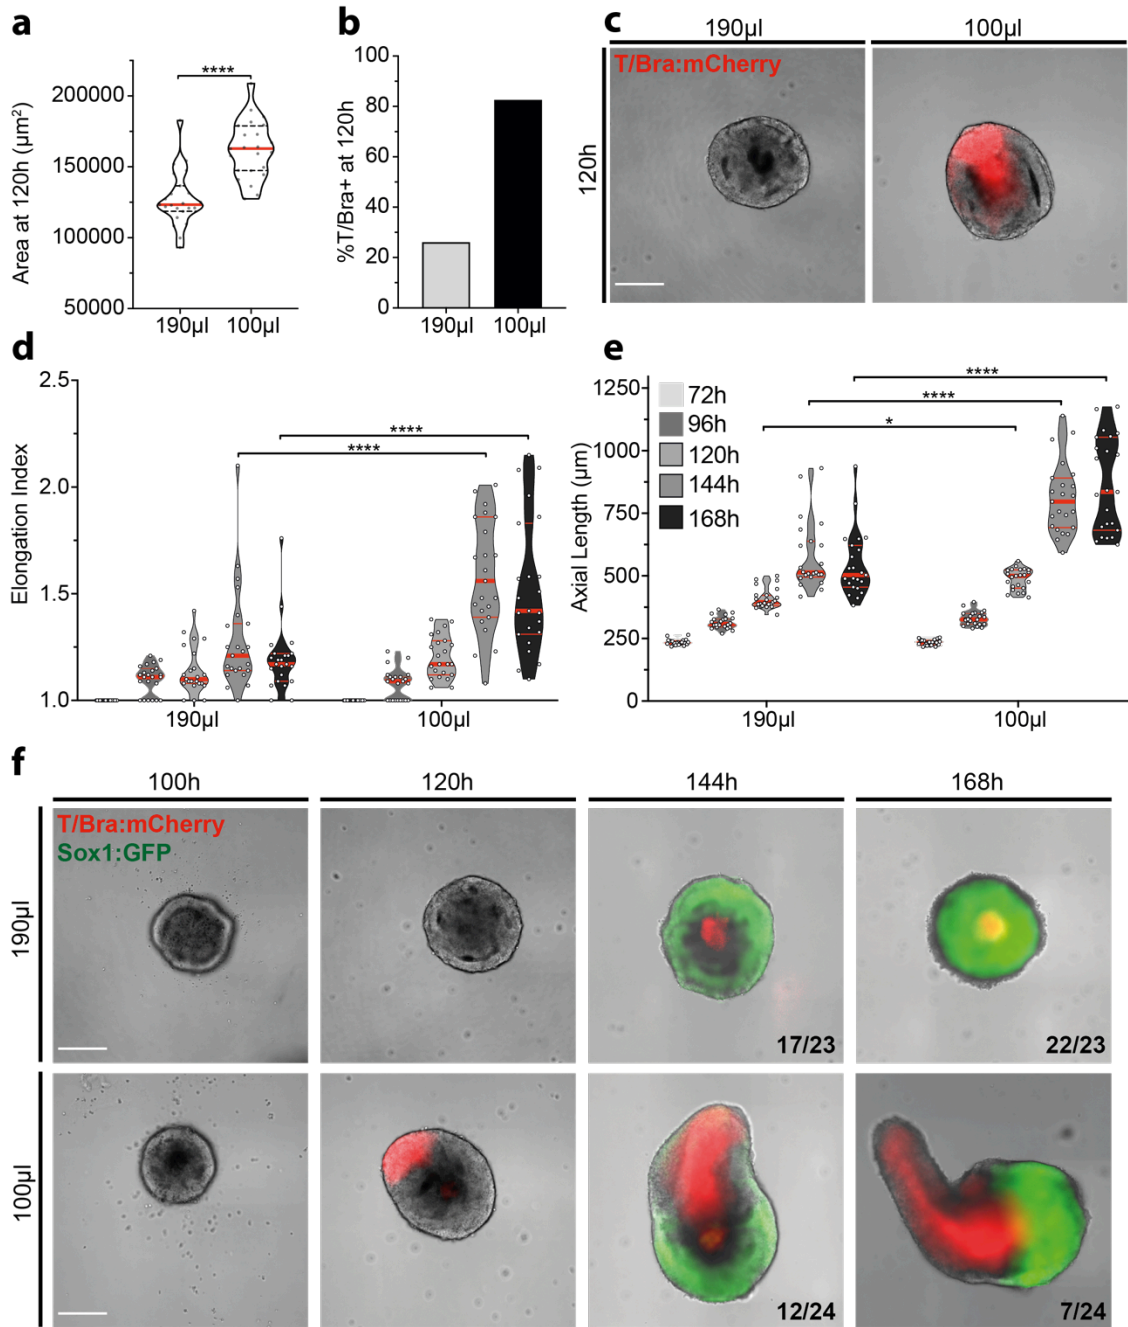 a
Area at 120h (µm²)
200000
150000
100000
50000
****
190µl
100µl
b
%T/Bra+ at 120h
100
80
60
40
20
0
190µl
100µl
c
190µl
100µl
120h
T/Bra:mCherry
d
Elongation Index
2.5
2.0
1.5
1.0
****
****
190µl
100µl
e
Axial Length (µm)
1250
1000
750
500
250
0
72h
96h
120h
144h
168h
****
****
*
190µl
100µl
f
100h
120h
144h
168h
190µl
T/Bra:mCherry
Sox1:GFP
17/23
22/23
100µl
12/24
7/24